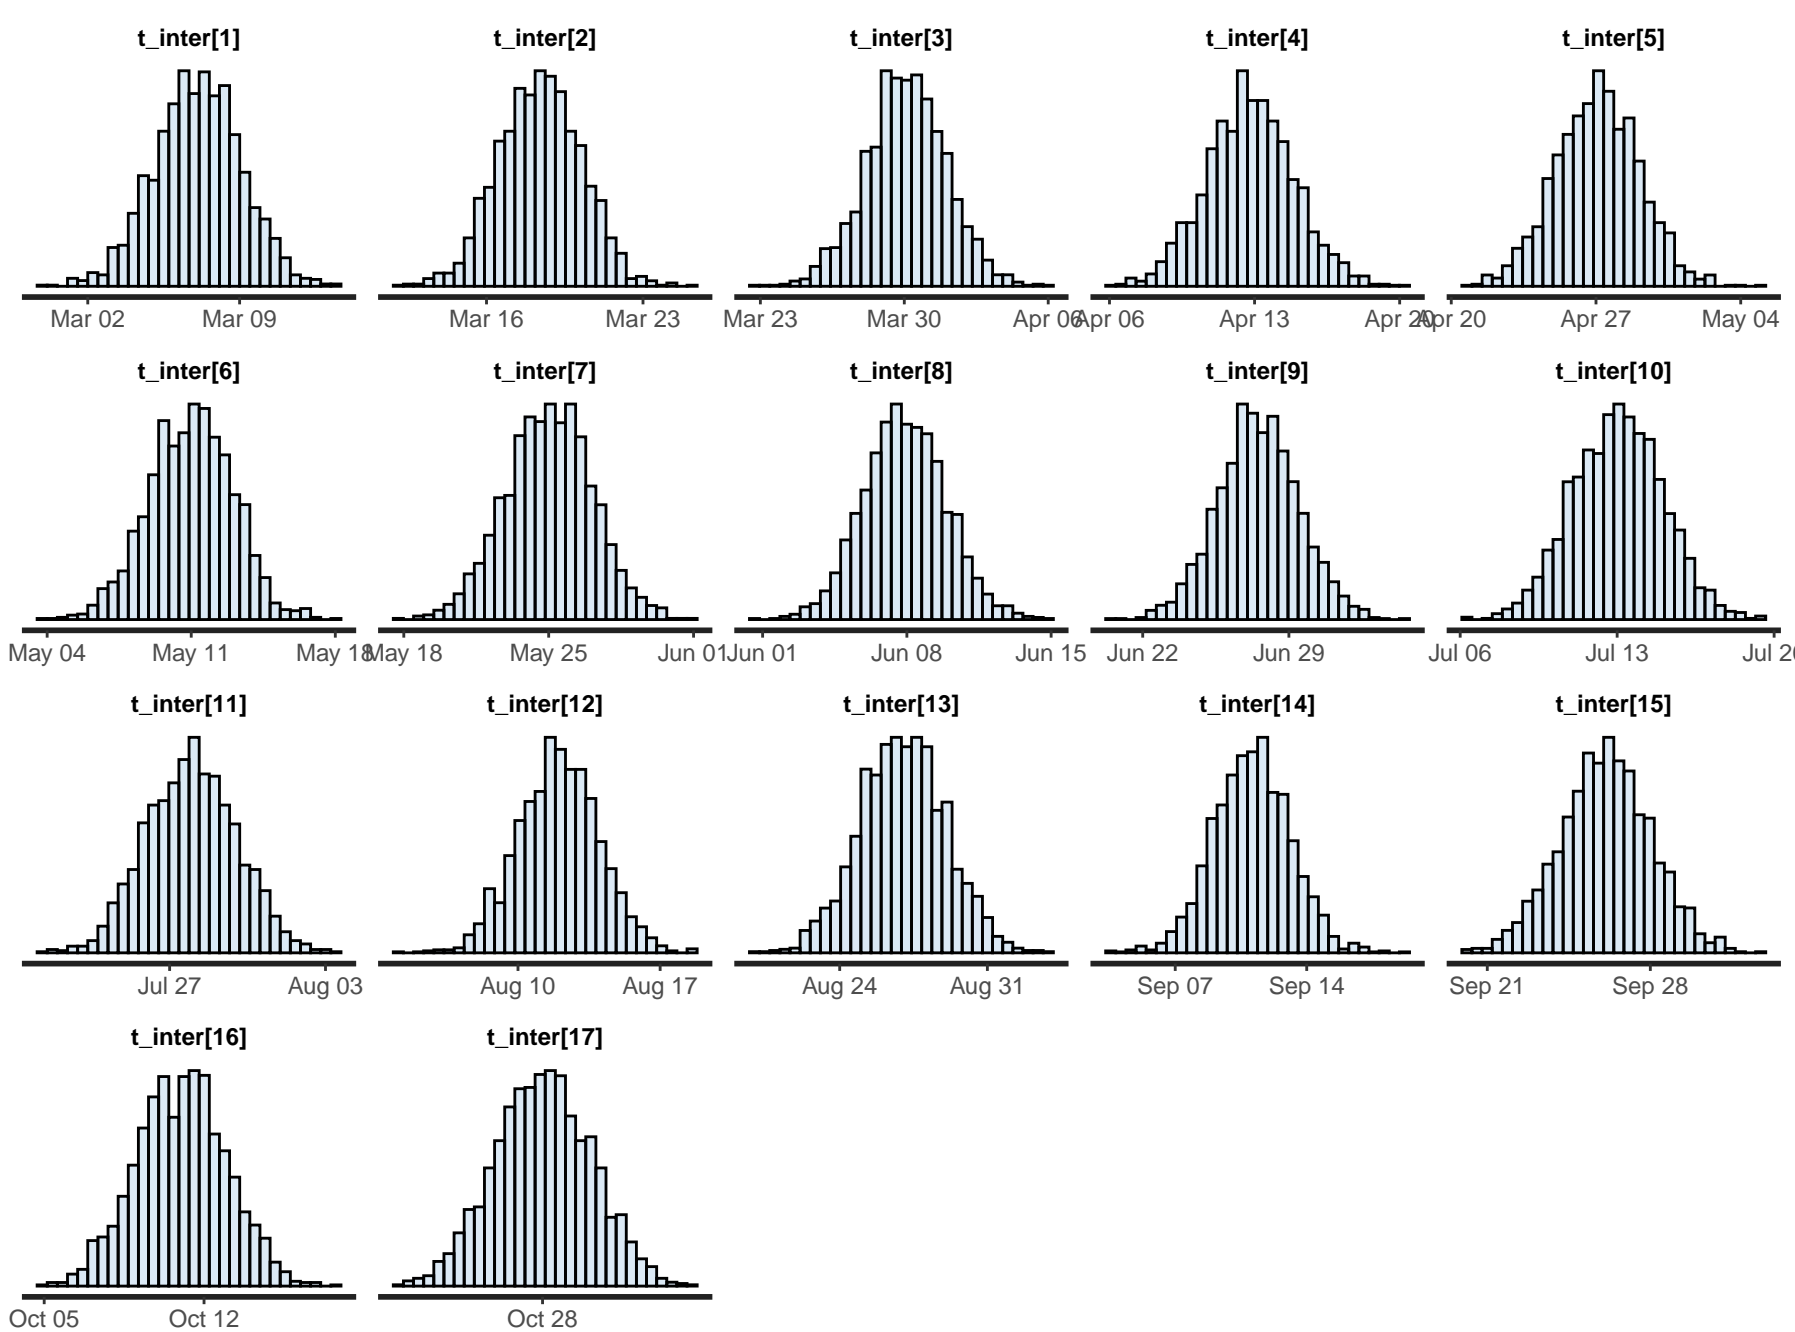 t_inter[1] t_inter[2] t_inter[3] t_inter[4] t_inter[5]
Mar 02 Mar 09 Mar 16 Mar 23 Mar 23 Mar 30 Apr 06 Apr 06 Apr 13 Apr 20 Apr 20 Apr 27 May 04
t_inter[6] t_inter[7] t_inter[8] t_inter[9] t_inter[10]
May 04 May 11 May 18 May 18 May 25 Jun 01 Jun 01 Jun 08 Jun 15 Jun 22 Jun 29 Jul 06 Jul 13 Jul 20
t_inter[11] t_inter[12] t_inter[13] t_inter[14] t_inter[15]
Jul 27 Aug 03 Aug 10 Aug 17 Aug 24 Aug 31 Sep 07 Sep 14 Sep 21 Sep 28
t_inter[16] t_inter[17]
Oct 05 Oct 12 Oct 28